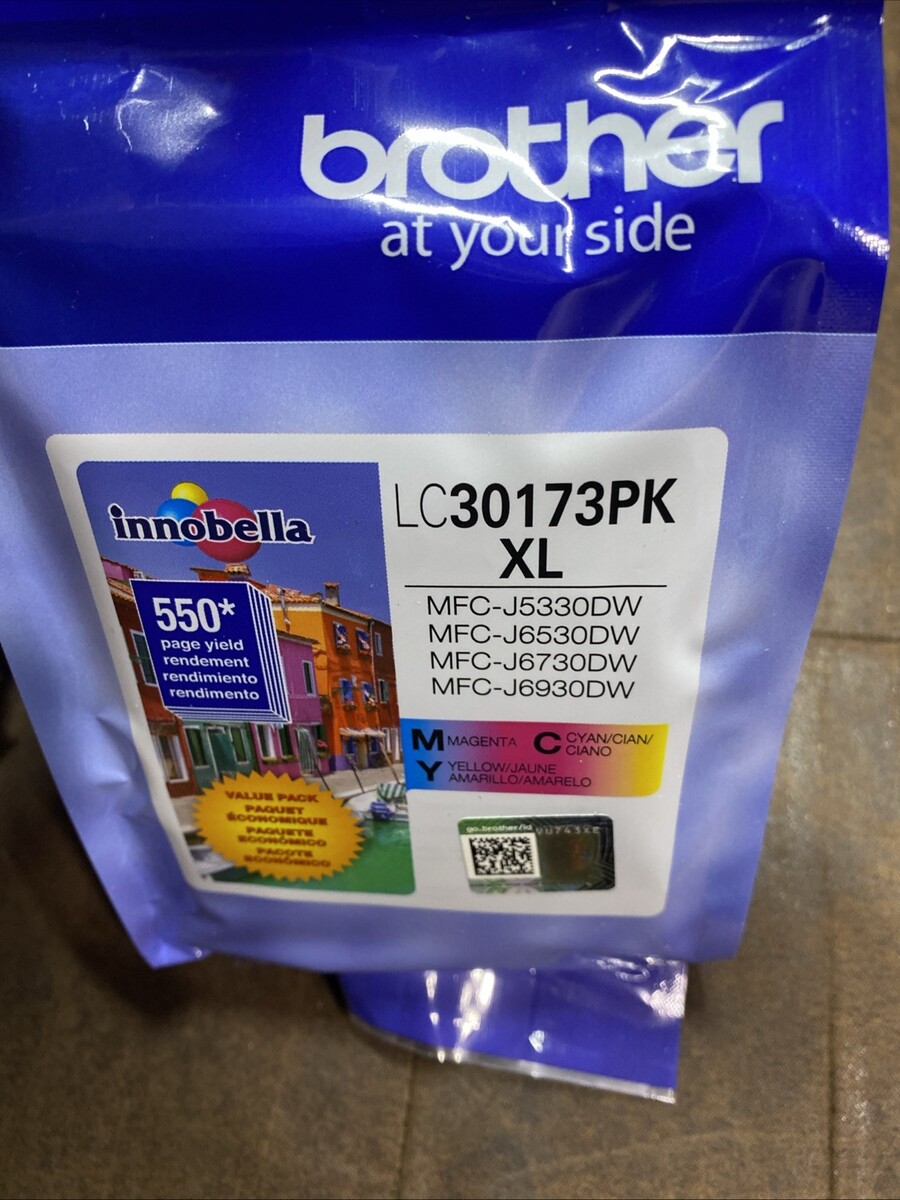 brother
at your side
innobella
550*
page yield
rendement
rendimiento
rendimento
VALUE PACK
PAQUET
ÉCONOMIQUE
PAQUETE
ECONÓMICO
PACOTE
ECONÔMICO
LC30173PK
XL
MFC-J5330DW
MFC-J6530DW
MFC-J6730DW
MFC-J6930DW
M MAGENTA C CYAN/CIAN/
CIANO
Y YELLOW/JAUNE
AMARILLO/AMARELO
go.brother/id